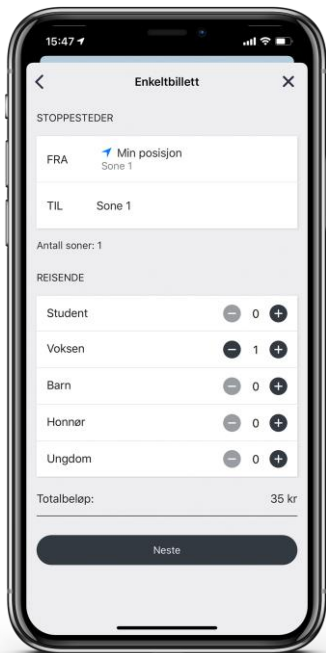 15:47
Enkeltbillett
STOPPESTEDER
FRA
Min posisjon
Sone 1
TIL
Sone 1
Antall soner: 1
REISENDE
Student 0
Voksen 1
Barn 0
Honnør 0
Ungdom 0
Totalbeløp: 35 kr
Neste